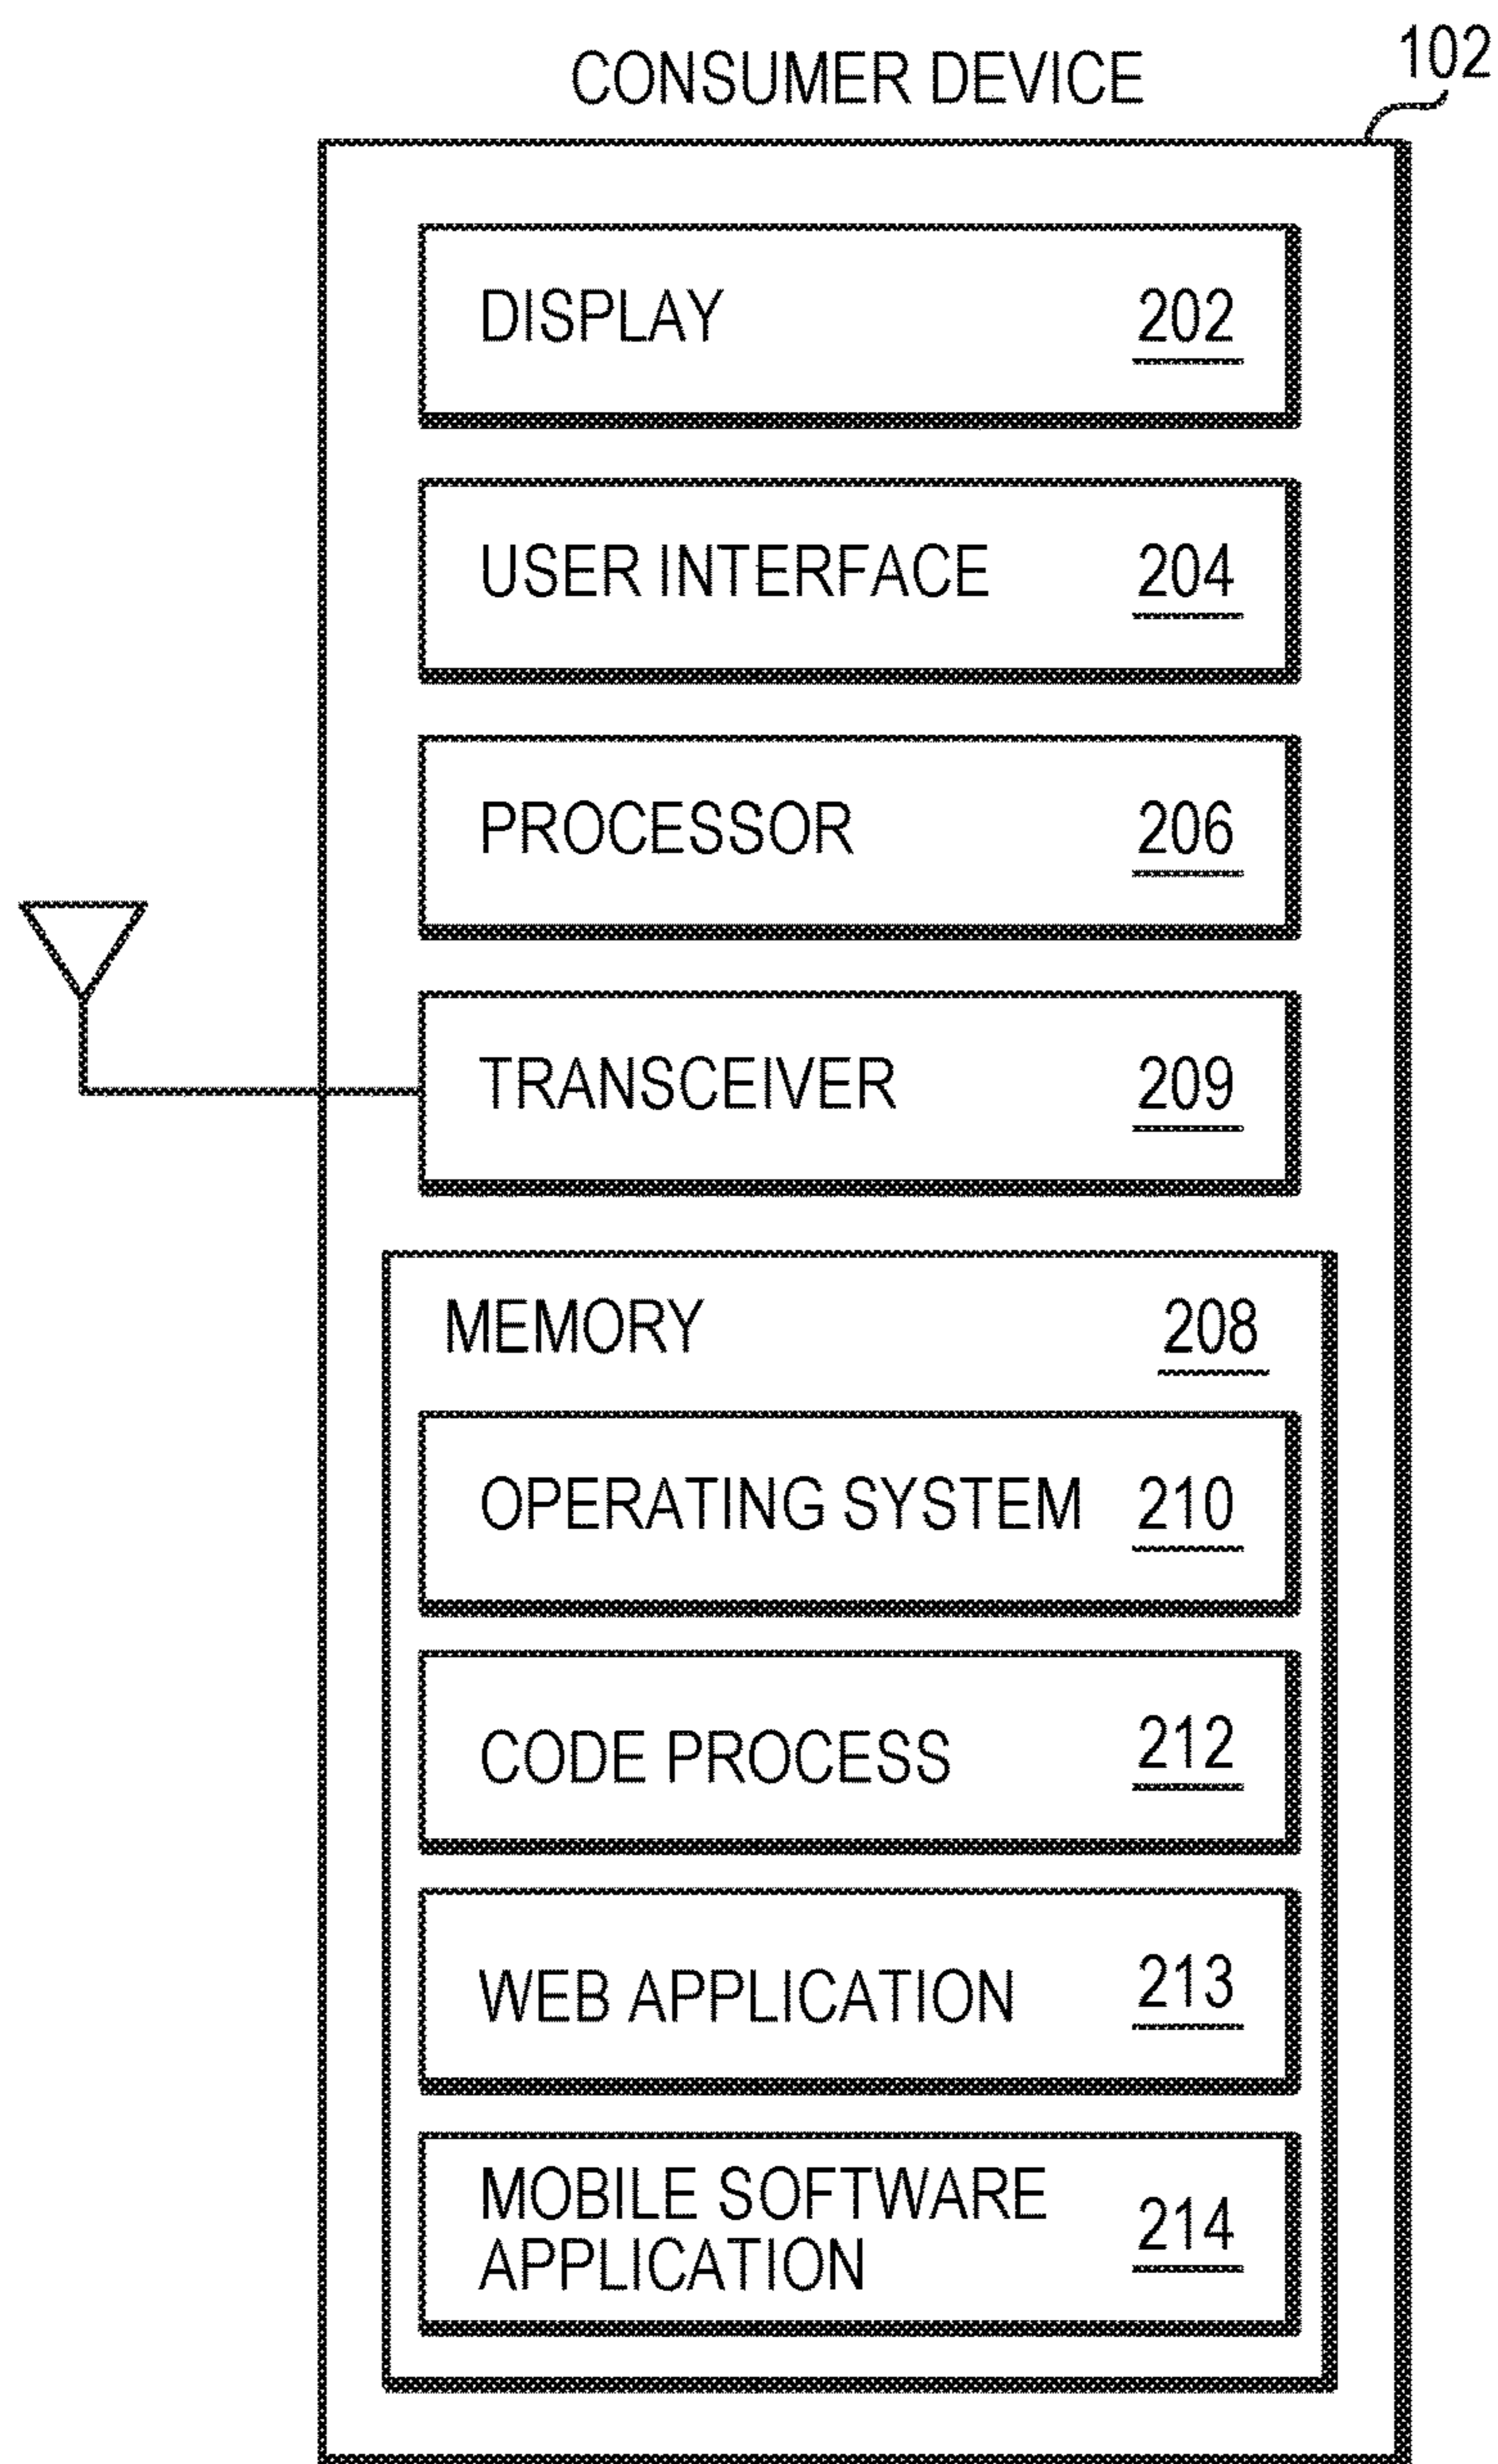 CONSUMER DEVICE
102
DISPLAY 202
USER INTERFACE 204
PROCESSOR 206
TRANSCEIVER 209
MEMORY 208
OPERATING SYSTEM 210
CODE PROCESS 212
WEB APPLICATION 213
MOBILE SOFTWARE
APPLICATION
214